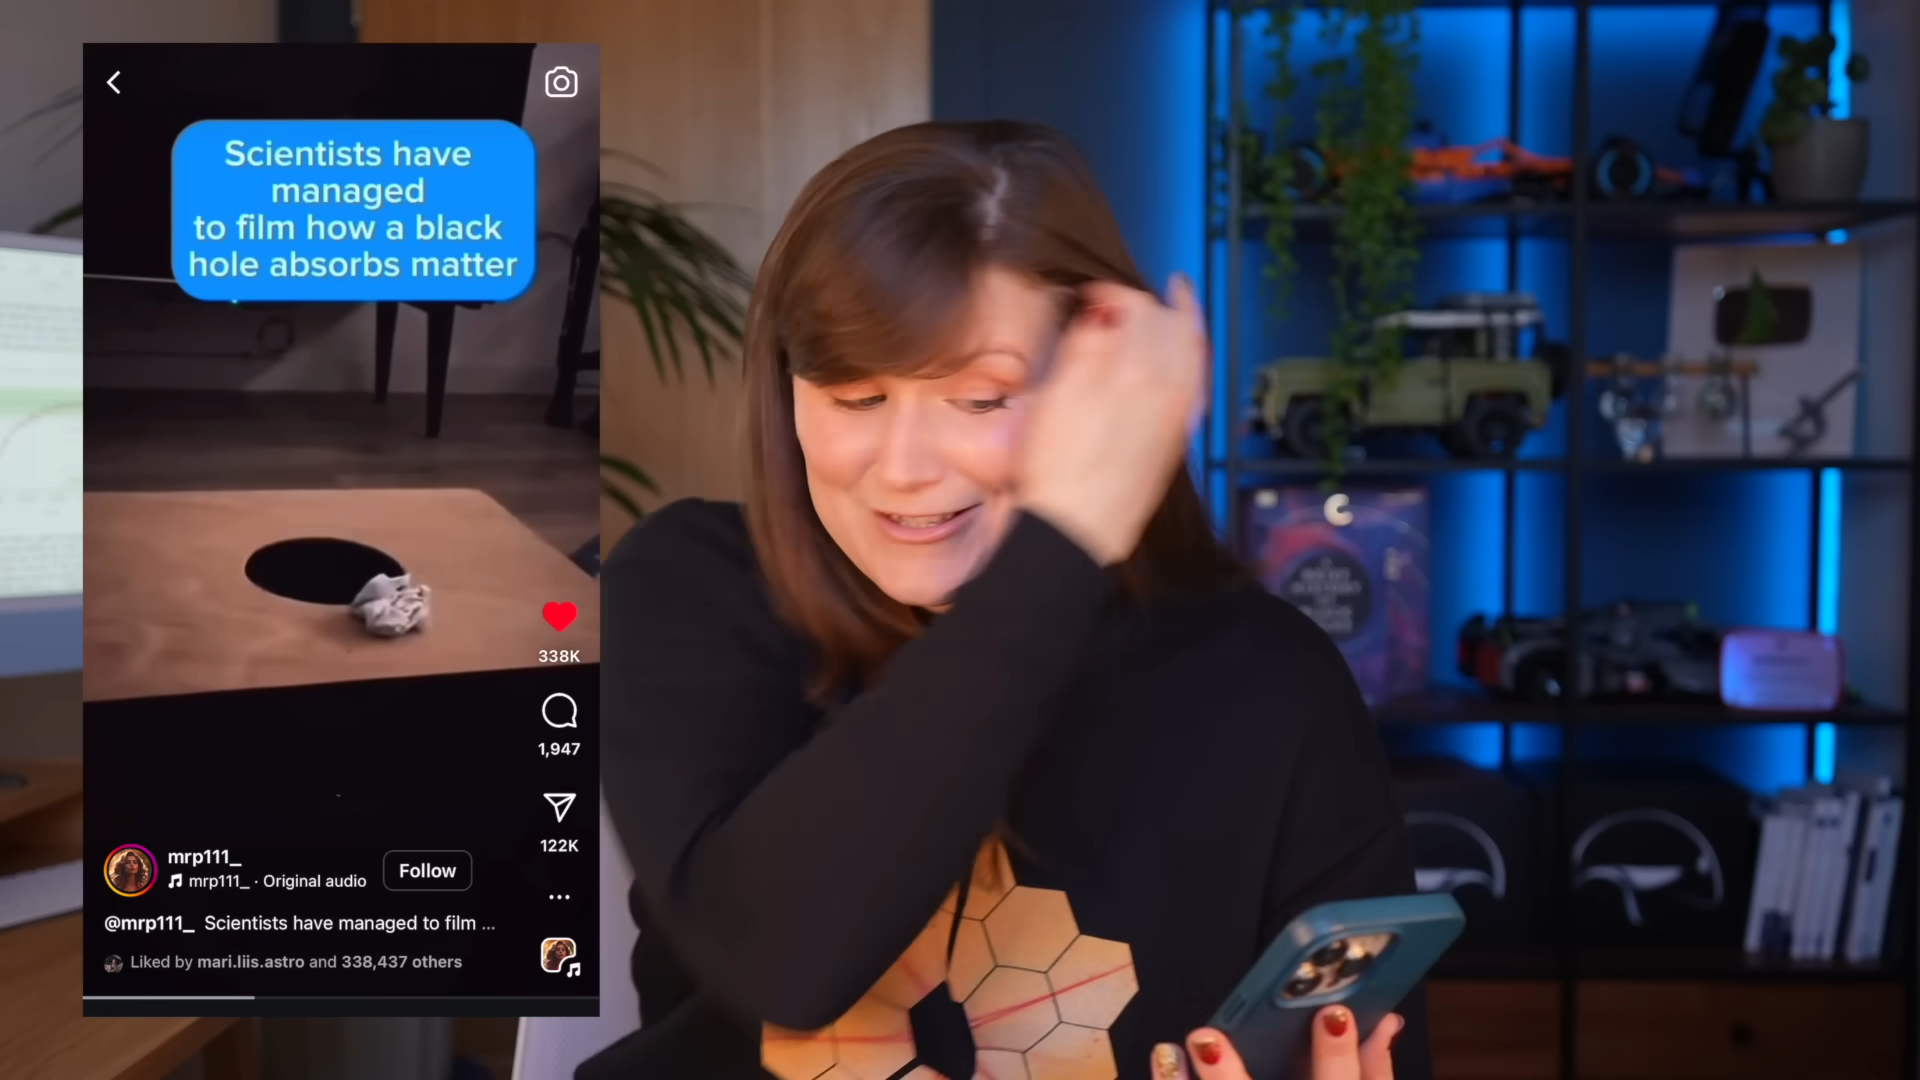 Scientists have
managed
to film how a black
hole absorbs matter
338K
1,947
122K
mrp111_
mrp111_ · Original audio
Follow
@mrp111_ Scientists have managed to film ...
Liked by mari.liis.astro and 338,437 others